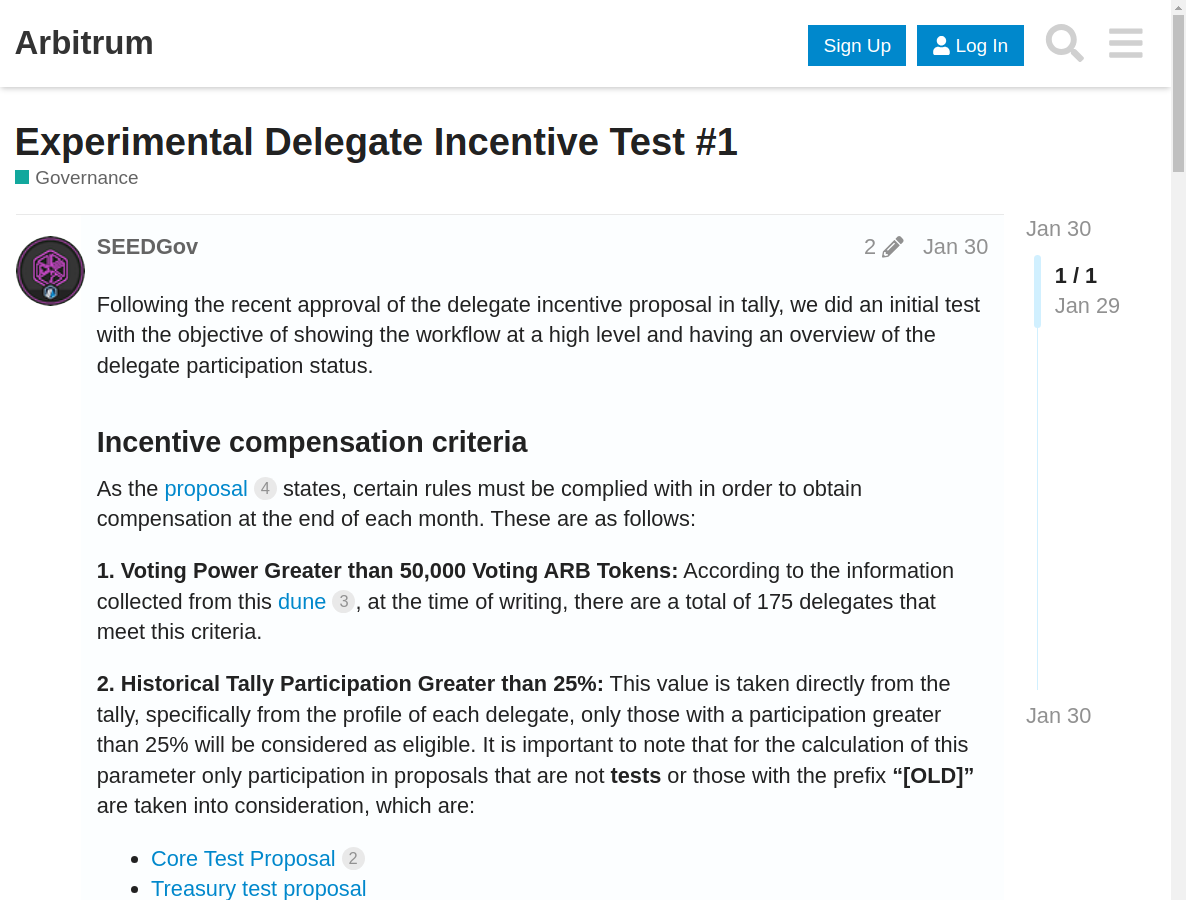 Arbitrum
Sign Up
Log In
Experimental Delegate Incentive Test #1
Governance
SEEDGov
2
Jan 30
Following the recent approval of the delegate incentive proposal in tally, we did an initial test
with the objective of showing the workflow at a high level and having an overview of the
delegate participation status.
Incentive compensation criteria
As the proposal 4 states, certain rules must be complied with in order to obtain
compensation at the end of each month. These are as follows:
1. Voting Power Greater than 50,000 Voting ARB Tokens: According to the information
collected from this dune 3, at the time of writing, there are a total of 175 delegates that
meet this criteria.
2. Historical Tally Participation Greater than 25%: This value is taken directly from the
tally, specifically from the profile of each delegate, only those with a participation greater
than 25% will be considered as eligible. It is important to note that for the calculation of this
parameter only participation in proposals that are not tests or those with the prefix “[OLD]”
are taken into consideration, which are:
Core Test Proposal 2
Treasury test proposal
Jan 30
1 / 1
Jan 29
Jan 30